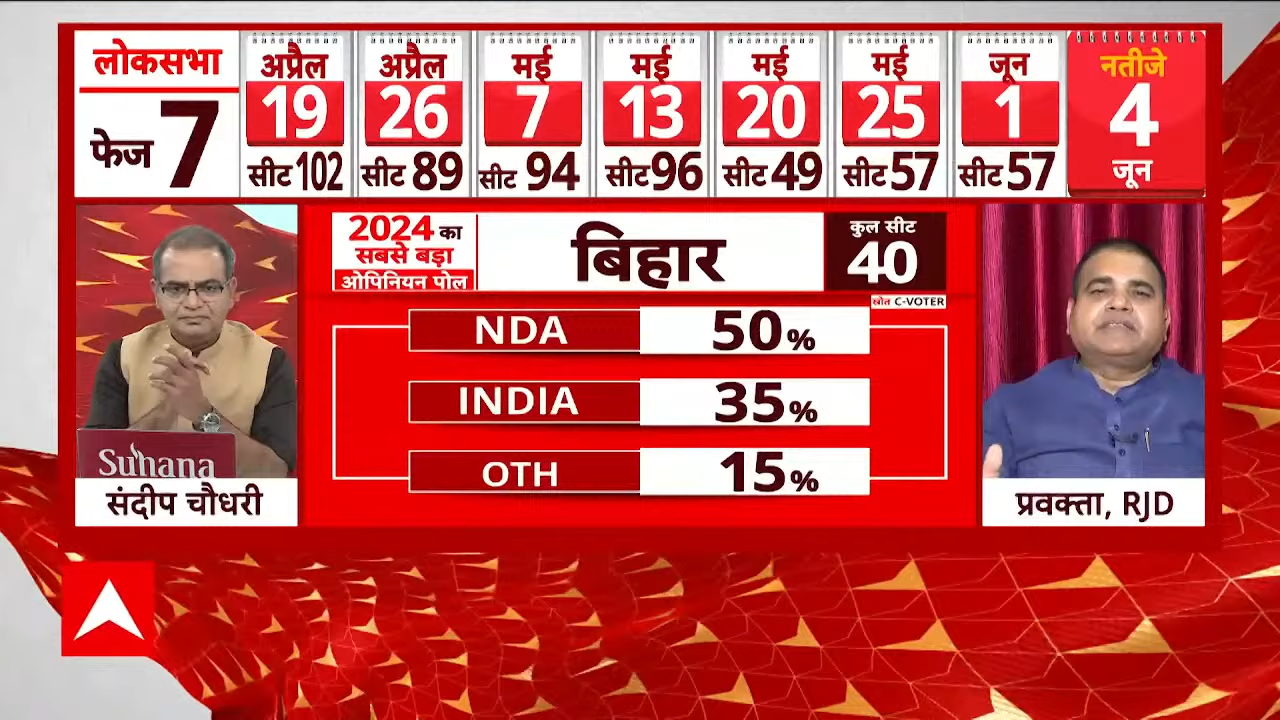 लोकसभा
फेज 7
अप्रैल
19
सीट 102
अप्रैल
26
सीट 89
मई
7
सीट 94
मई
13
सीट 96
मई
20
सीट 49
मई
25
सीट 57
जून
1
सीट 57
नतीजे
4
जून
2024 का
सबसे बड़ा
ओपिनियन पोल
बिहार
कुल सीट
40
स्रोत C-VOTER
NDA 50%
INDIA 35%
OTH 15%
Suhana
संदीप चौधरी
प्रवक्ता, RJD